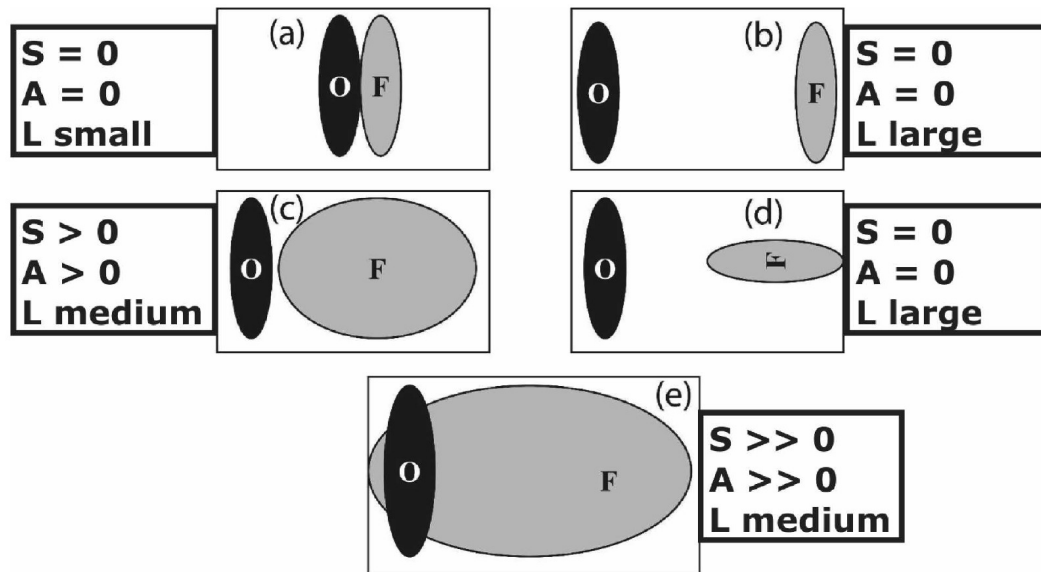 S = 0
A = 0
L small
(a)
O F
(b)
O F
S = 0
A = 0
L large
S > 0
A > 0
L medium
(c)
O F
(d)
O F
S = 0
A = 0
L large
(e)
O F
S >> 0
A >> 0
L medium